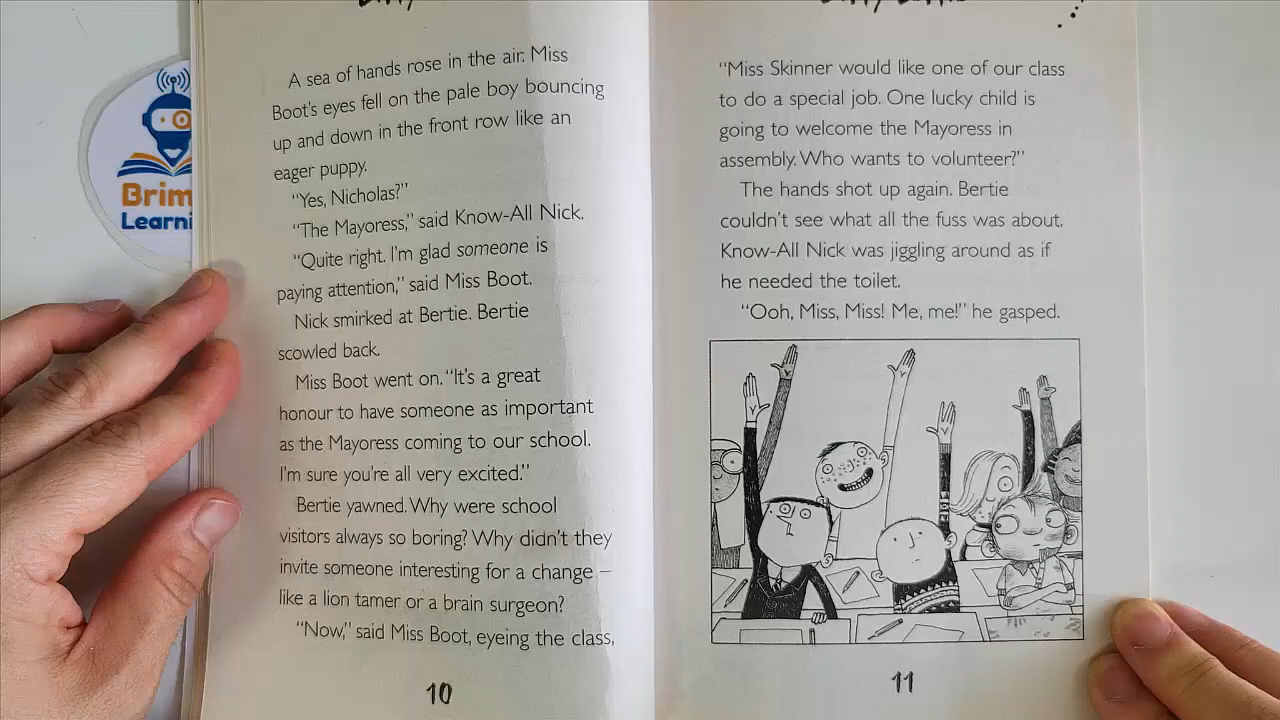 Brim
Learni
A sea of hands rose in the air. Miss
Boot's eyes fell on the pale boy bouncing
up and down in the front row like an
eager puppy.
"Yes, Nicholas?"
"The Mayoress," said Know-All Nick.
"Quite right. I'm glad someone is
paying attention," said Miss Boot.
Nick smirked at Bertie. Bertie
scowled back.
Miss Boot went on. "It's a great
honour to have someone as important
as the Mayoress coming to our school.
I'm sure you're all very excited."
Bertie yawned. Why were school
visitors always so boring? Why didn't they
invite someone interesting for a change –
like a lion tamer or a brain surgeon?
"Now," said Miss Boot, eyeing the class,
10
"Miss Skinner would like one of our class
to do a special job. One lucky child is
going to welcome the Mayoress in
assembly. Who wants to volunteer?"
The hands shot up again. Bertie
couldn't see what all the fuss was about.
Know-All Nick was jiggling around as if
he needed the toilet.
"Ooh, Miss, Miss! Me, me!" he gasped.
11